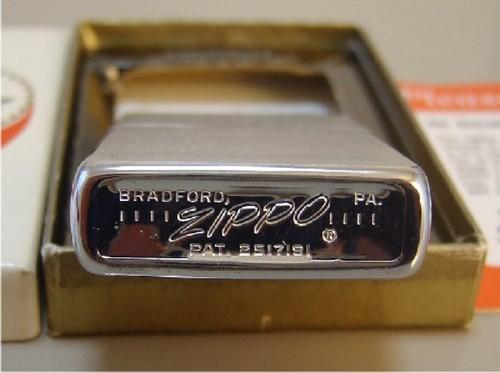 BRADFORD, PA.
||||ZIPPO||||
®
PAT. 2517191